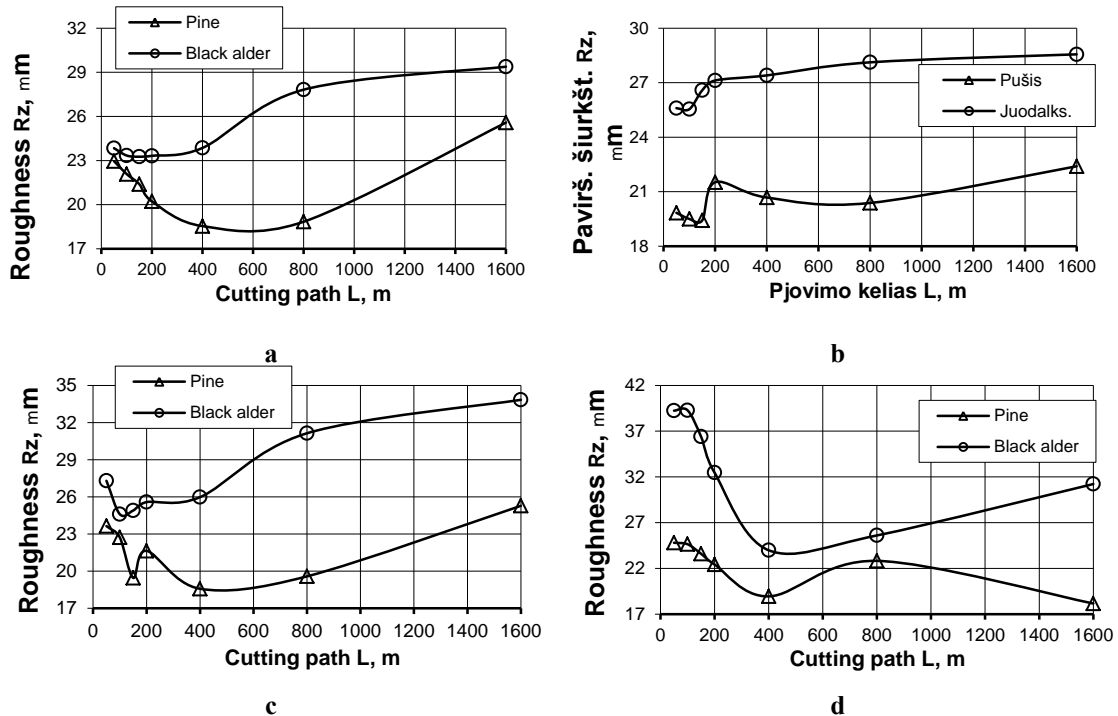 Pine
Black alder
32
29
26
23
20
17
Roughness Rz, mm
0 200 400 600 800 1000 1200 1400 1600
Cutting path L, m
a
Pušis
Juodalks.
30
27
24
21
18
Pavirš. šiurkšt. Rz,
mm
0 200 400 600 800 1000 1200 1400 1600
Pjovimo kelias L, m
b
Pine
Black alder
35
32
29
26
23
20
17
Roughness Rz, mm
0 200 400 600 800 1000 1200 1400 1600
Cutting path L, m
c
Pine
Black alder
42
37
32
27
22
17
Roughness Rz, mm
0 200 400 600 800 1000 1200 1400 1600
Cutting path L, m
d